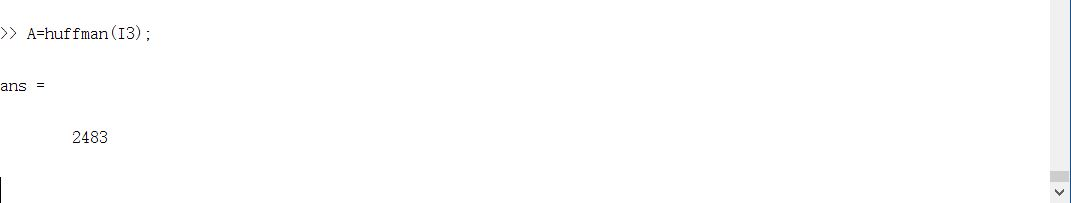 >> A=huffman(I3);
ans =
2483